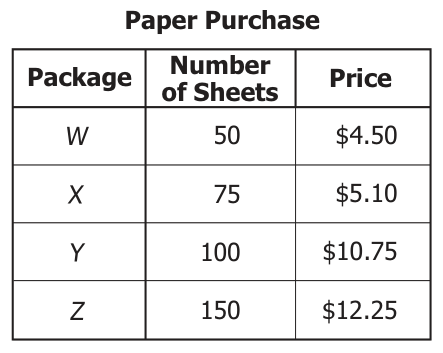 Paper Purchase
Package Number of Sheets Price
W 50 $4.50
X 75 $5.10
Y 100 $10.75
Z 150 $12.25